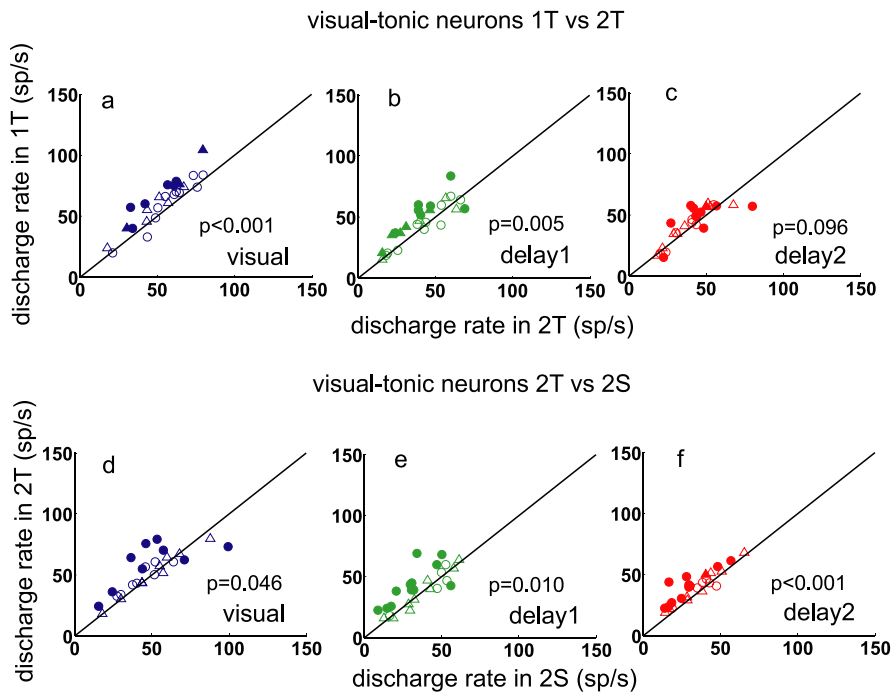 visual-tonic neurons 1T vs 2T
discharge rate in 1T (sp/s)
150
100
50
0
a
p<0.001
visual
0 50 100 150
150
100
50
0
b
p=0.005
delay1
0 50 100 150
150
100
50
0
c
p=0.096
delay2
0 50 100 150
discharge rate in 2T (sp/s)
visual-tonic neurons 2T vs 2S
discharge rate in 2T (sp/s)
150
100
50
0
d
p=0.046
visual
0 50 100 150
150
100
50
0
e
p=0.010
delay1
0 50 100 150
150
100
50
0
f
p<0.001
delay2
0 50 100 150
discharge rate in 2S (sp/s)